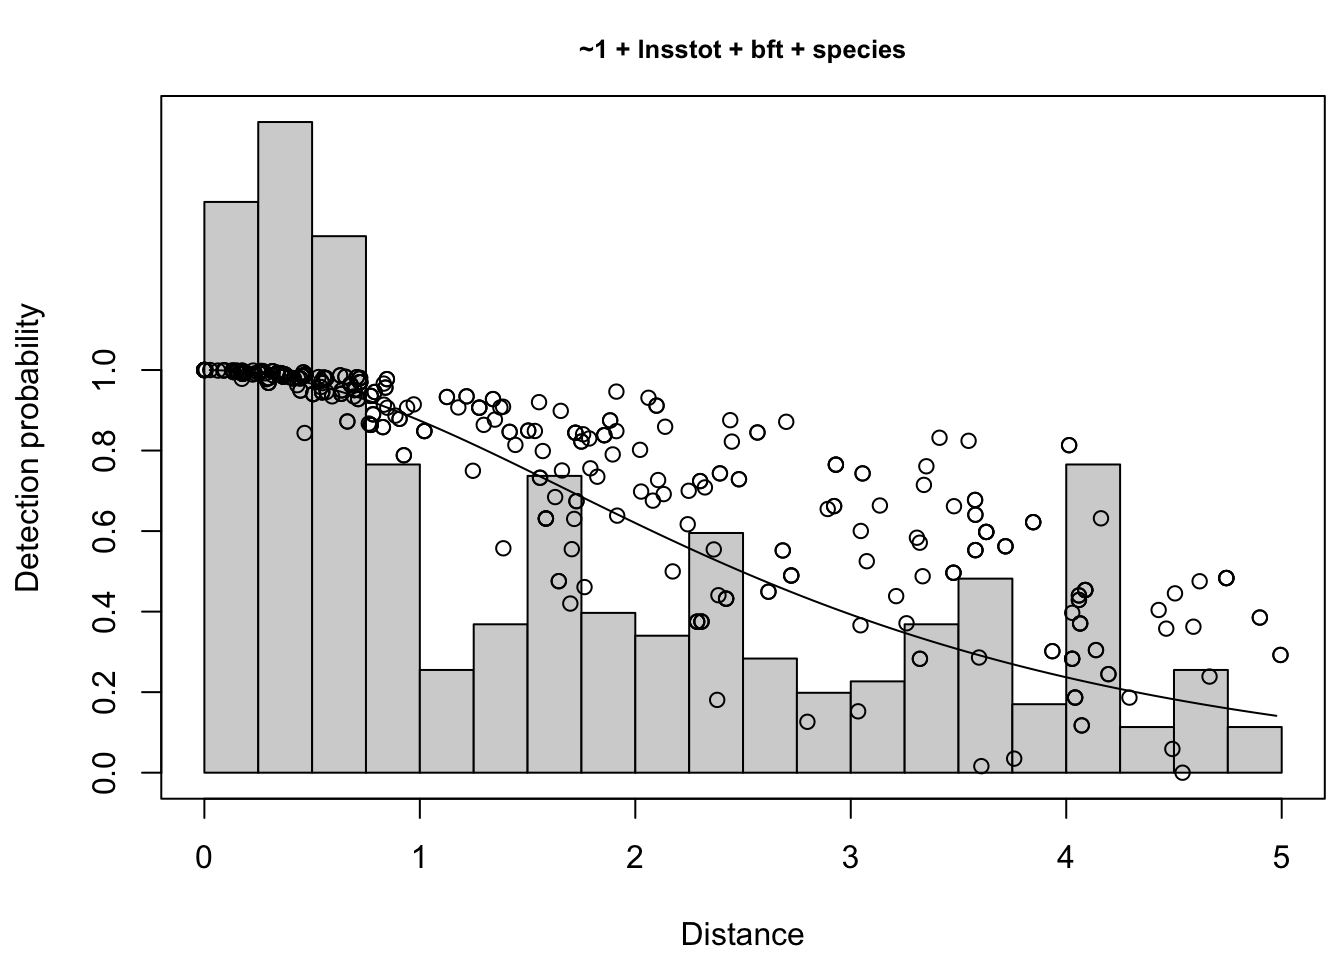 ~1 + lnsstot + bft + species
Detection probability
1.0
0.8
0.6
0.4
0.2
0.0
0 1 2 3 4 5
Distance